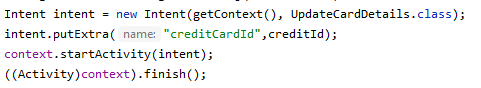 Intent intent = new Intent(getContext(), UpdateCardDetails.class);
intent.putExtra( name: "creditCardId",creditId);
context.startActivity(intent);
((Activity)context).finish();